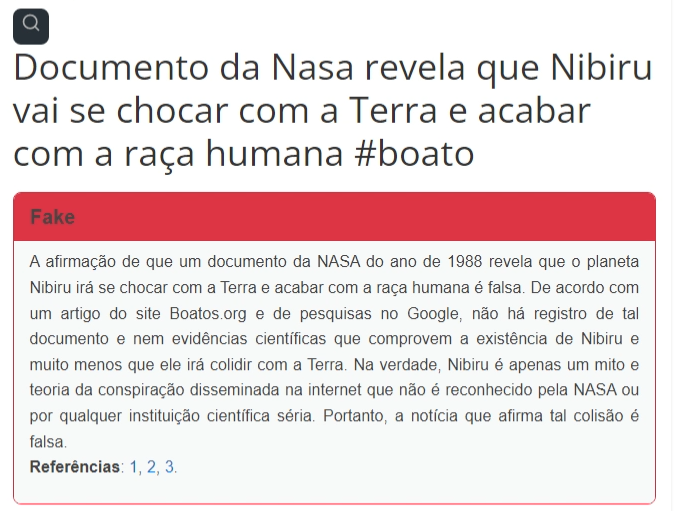 Documento da Nasa revela que Nibiru
vai se chocar com a Terra e acabar
com a raça humana #boato
Fake
A afirmação de que um documento da NASA do ano de 1988 revela que o planeta
Nibiru irá se chocar com a Terra e acabar com a raça humana é falsa. De acordo com
um artigo do site Boatos.org e de pesquisas no Google, não há registro de tal
documento e nem evidências científicas que comprovem a existência de Nibiru e
muito menos que ele irá colidir com a Terra. Na verdade, Nibiru é apenas um mito e
teoria da conspiração disseminada na internet que não é reconhecido pela NASA ou
por qualquer instituição científica séria. Portanto, a notícia que afirma tal colisão é
falsa.
Referências: 1, 2, 3.